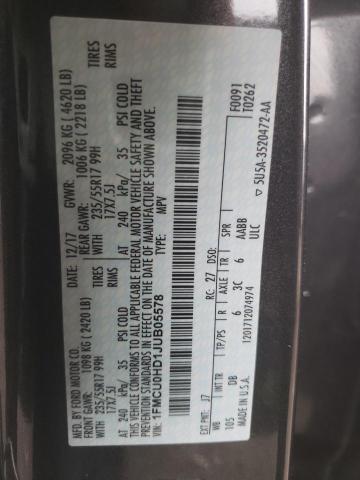 MFD. BY FORD MOTOR CO.
DATE: 12/17 GVWR: 2096 KG ( 4620 LB)
FRONT GAWR: 1098 KG ( 2420 LB) REAR GAWR: 1006 KG ( 2218 LB)
WITH 235/55R17 99H TIRES WITH 235/55R17 99H TIRES
17X7.5J RIMS 17X7.5J RIMS
AT 240 kPa/ 35 PSI COLD AT 240 kPa/ 35 PSI COLD
THIS VEHICLE CONFORMS TO ALL APPLICABLE FEDERAL MOTOR VEHICLE SAFETY AND THEFT
PREVENTION STANDARDS IN EFFECT ON THE DATE OF MANUFACTURE SHOWN ABOVE.
VIN: 1FMCU0HD1JUB05578 TYPE: MPV
F0091
T0262
EXT PNT: J7 RC: 27 DSO:
WB INT TR TP/PS R AXLE TR SPR
105 DB 6 3C 6 AABB
MADE IN U.S.A. 1201712074974 ULC
▽ 5U5A-3520472-AA